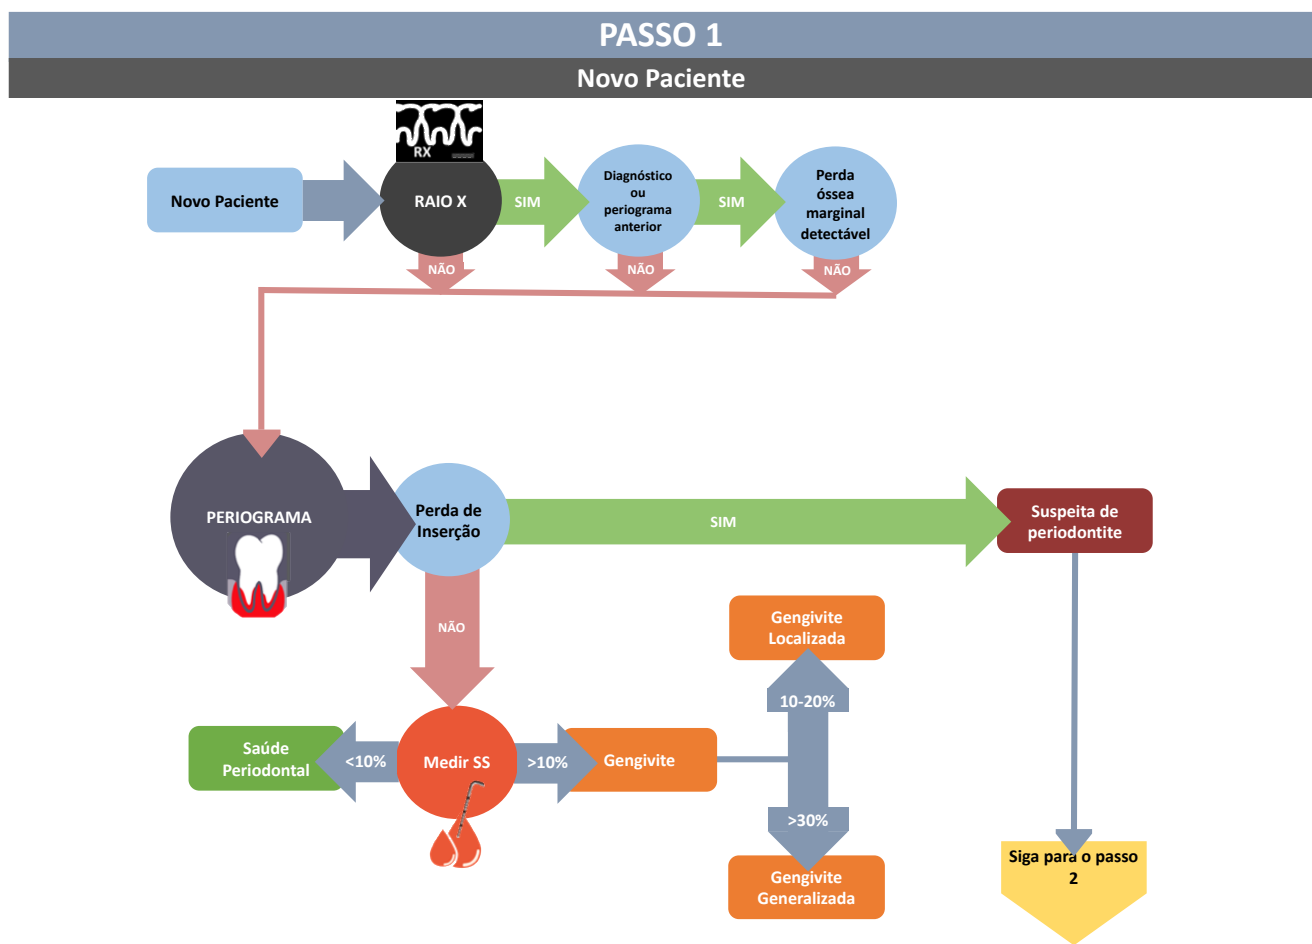 PASSO 1
Novo Paciente
RX
Novo Paciente
RAIO X
SIM
Diagnóstico
ou
periograma
anterior
SIM
Perda
óssea
marginal
detectável
NÃO
NÃO
NÃO
PERIOGRAMA
Perda de
Inserção
SIM
Suspeita de
periodontite
NÃO
Gengivite
Localizada
10-20%
Saúde
Periodontal
<10%
Medir SS
>10%
Gengivite
>30%
Gengivite
Generalizada
Siga para o passo
2